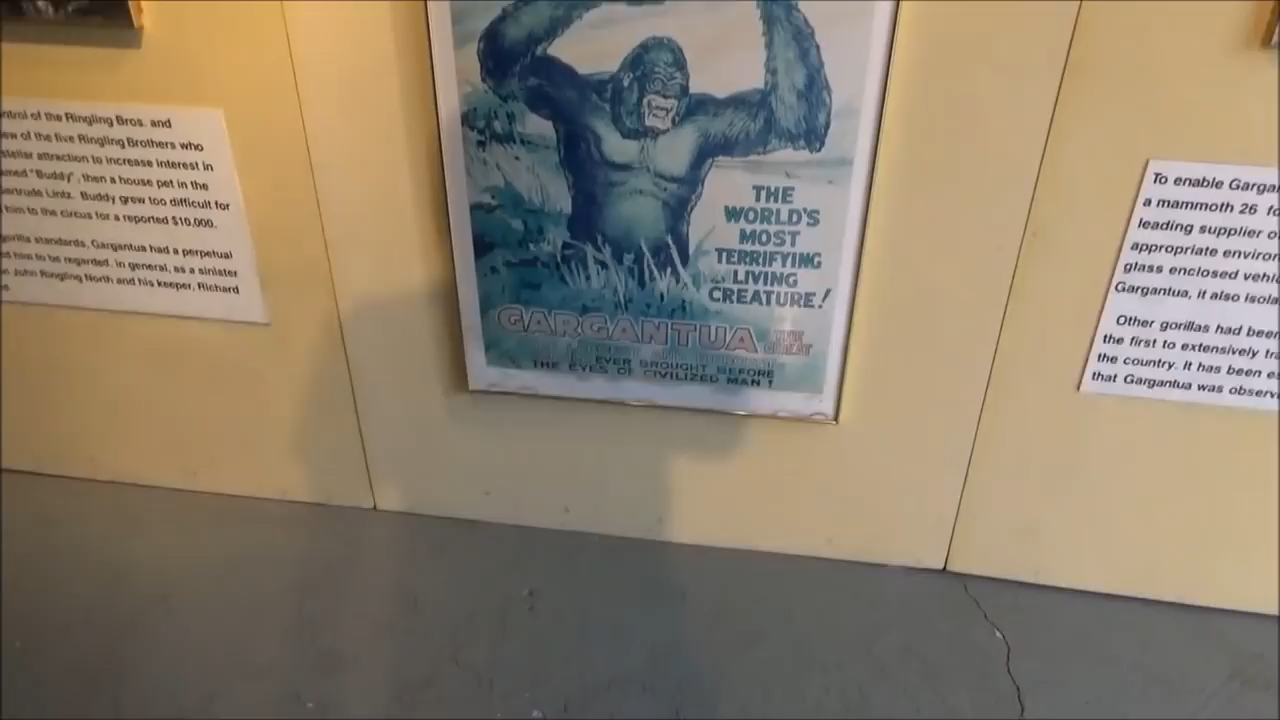 ntrol of the Ringling Bros. and
ew of the five Ringling Brothers who
stellar attraction to increase interest in
amed "Buddy", then a house pet in the
Gertrude Lintz. Buddy grew too difficult for
him to the circus for a reported $10,000.
gorilla standards, Gargantua had a perpetual
ed him to be regarded, in general, as a sinister
n John Ringling North and his keeper, Richard
THE
WORLD'S
MOST
TERRIFYING
LIVING
CREATURE!
GARGANTUA THE GREAT
EVER BROUGHT BEFORE
THE EYES OF CIVILIZED MAN!
To enable Garga
a mammoth 26 fo
leading supplier o
appropriate environ
glass enclosed vehi
Gargantua, it also isola
Other gorillas had been
the first to extensively tra
the country. It has been es
that Gargantua was observ